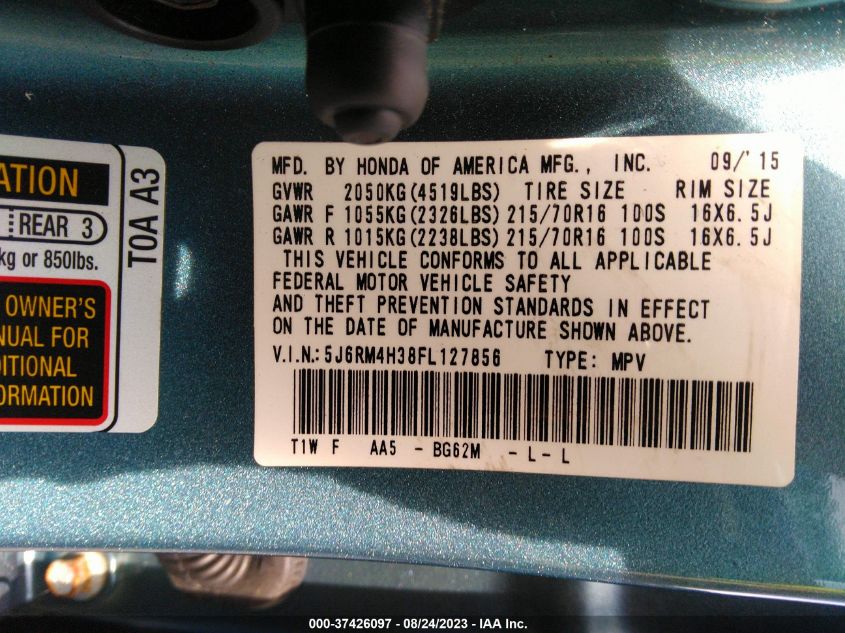 ATION
REAR 3
kg or 850lbs.
OWNER'S
NUAL FOR
DITIONAL
ORMATION
TOA A3
MFD. BY HONDA OF AMERICA MFG., INC. 09/'15
GVWR 2050KG(4519LBS) TIRE SIZE RIM SIZE
GAWR F 1055KG(2326LBS) 215/70R16 100S 16X6.5J
GAWR R 1015KG(2238LBS) 215/70R16 100S 16X6.5J
THIS VEHICLE CONFORMS TO ALL APPLICABLE
FEDERAL MOTOR VEHICLE SAFETY
AND THEFT PREVENTION STANDARDS IN EFFECT
ON THE DATE OF MANUFACTURE SHOWN ABOVE.
V.I.N.: 5J6RM4H38FL127856 TYPE: MPV
T1W F AA5 - BG62M - L - L
000-37426097 - 08/24/2023 - IAA Inc.